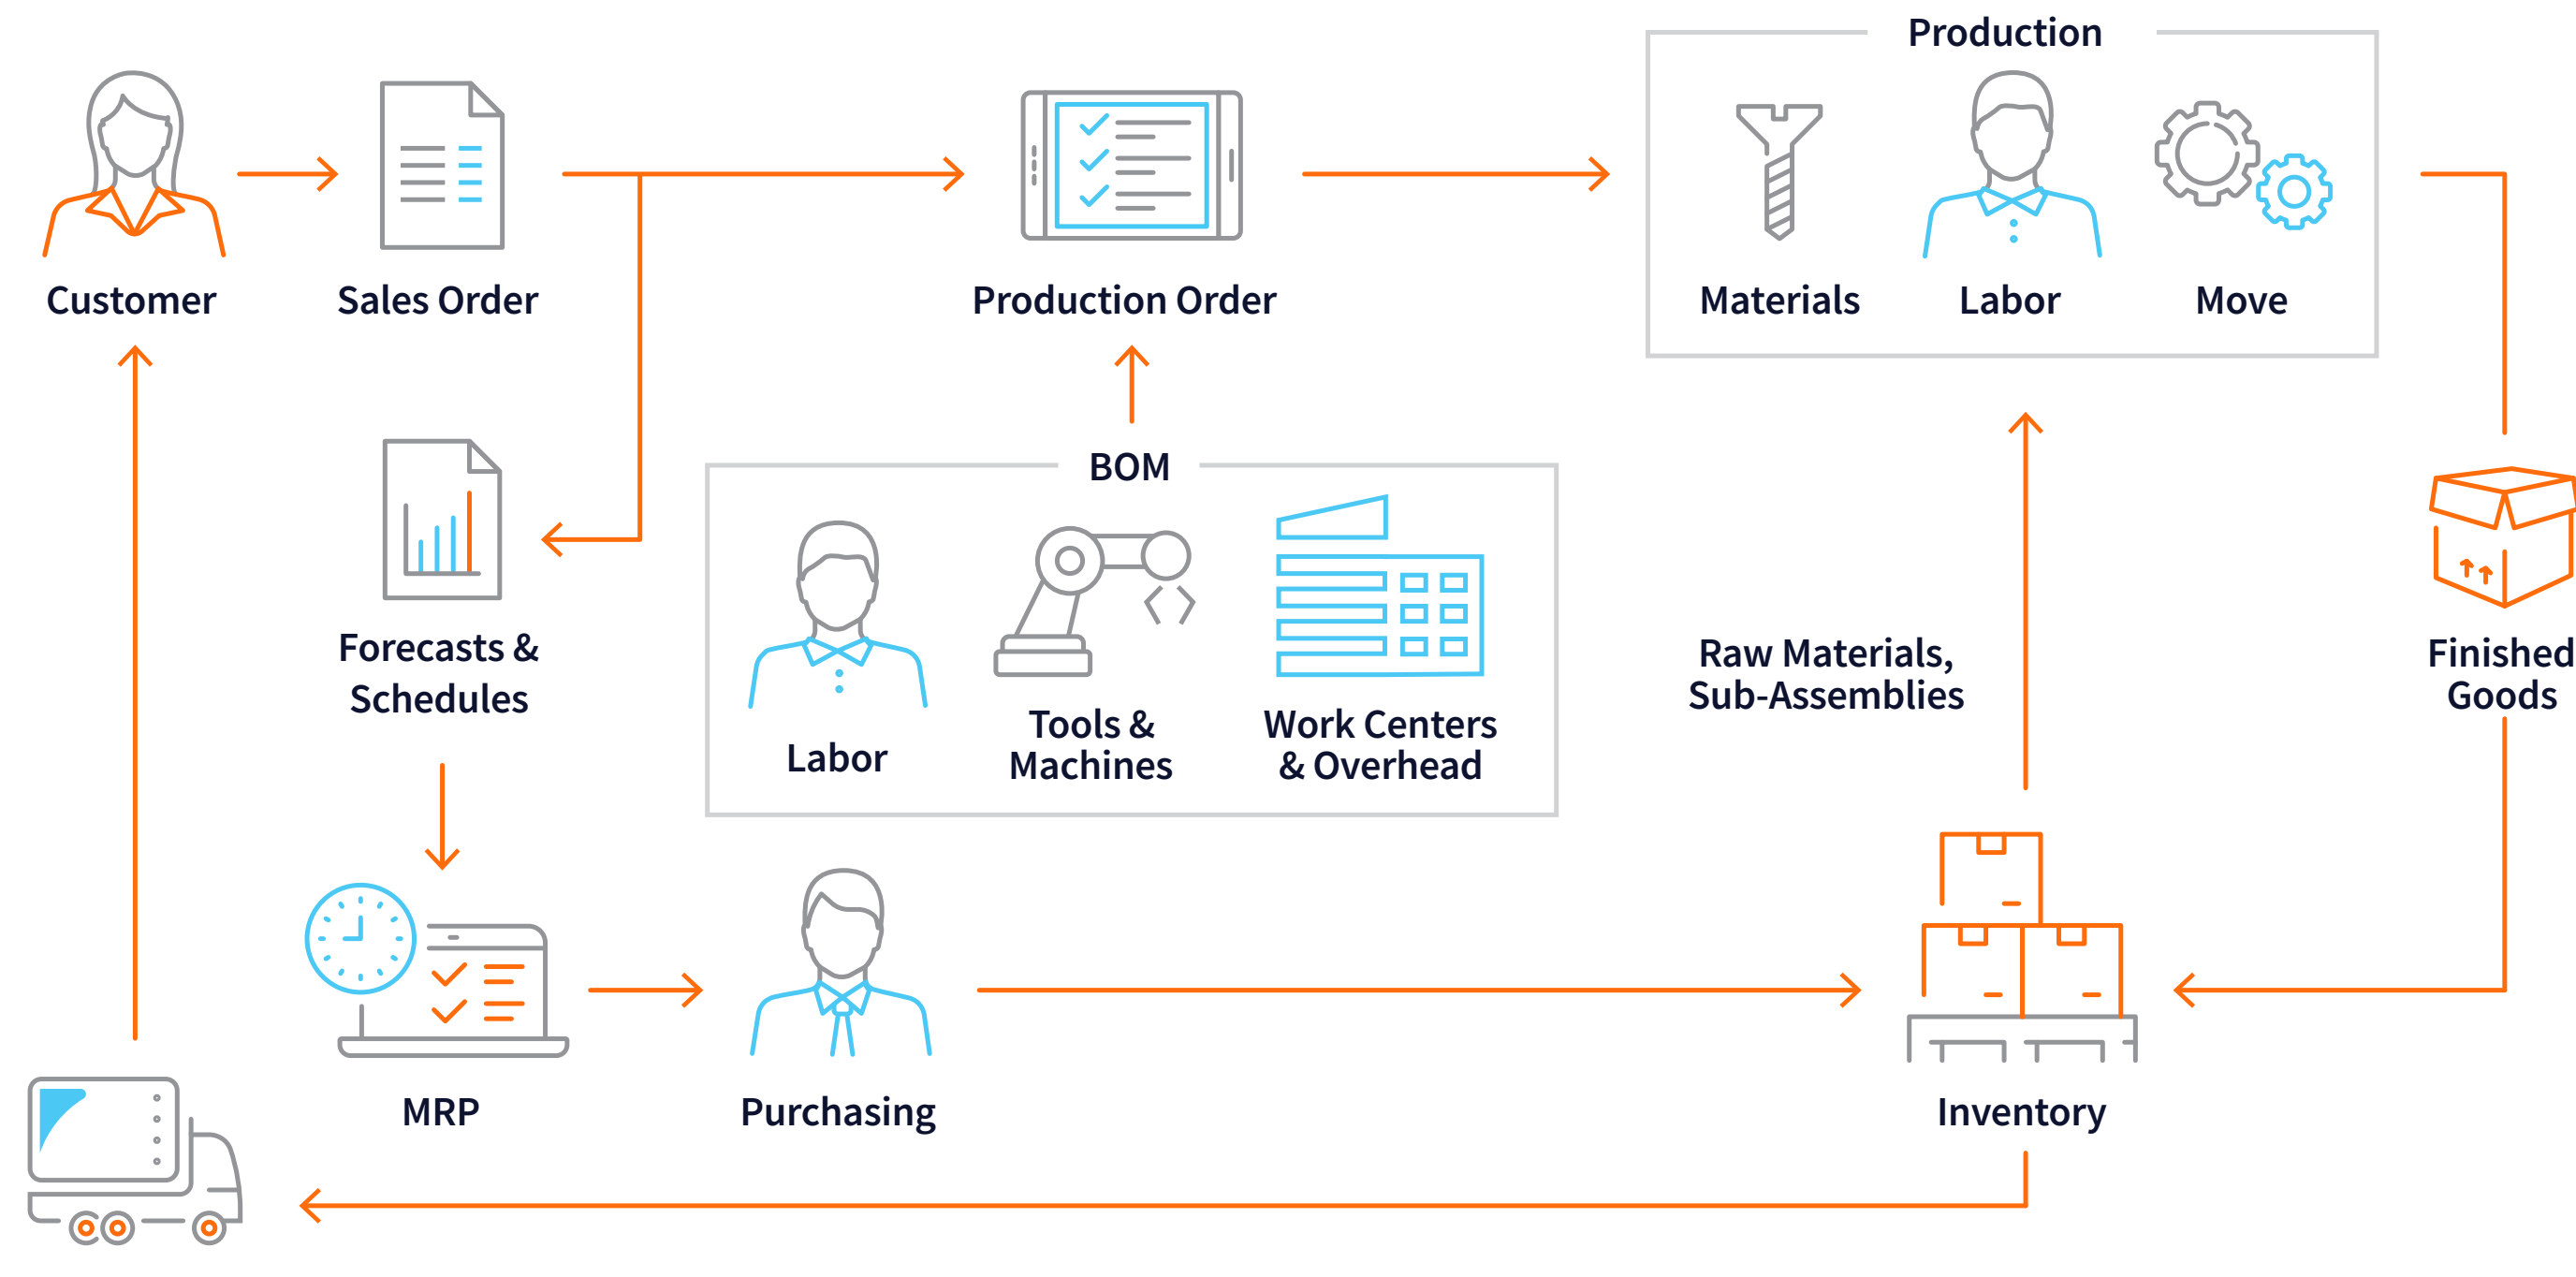 Production
Customer
Sales Order
Production Order
Materials
Labor
Move
BOM
Forecasts &
Schedules
Labor
Tools &
Machines
Work Centers
& Overhead
Raw Materials,
Sub-Assemblies
Finished
Goods
MRP
Purchasing
Inventory